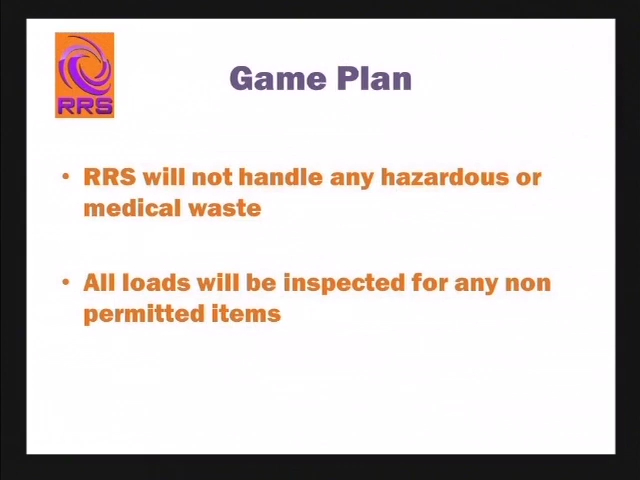 RRS
Game Plan
• RRS will not handle any hazardous or
medical waste
• All loads will be inspected for any non
permitted items